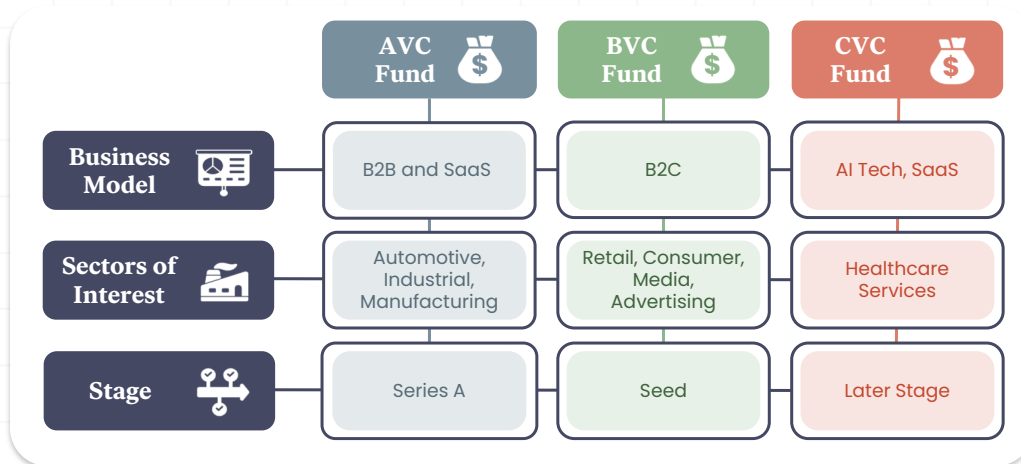 AVC
Fund
$
BVC
Fund
$
CVC
Fund
$
Business
Model
B2B and SaaS
B2C
AI Tech, SaaS
Sectors of
Interest
Automotive,
Industrial,
Manufacturing
Retail, Consumer,
Media,
Advertising
Healthcare
Services
Stage
Series A
Seed
Later Stage